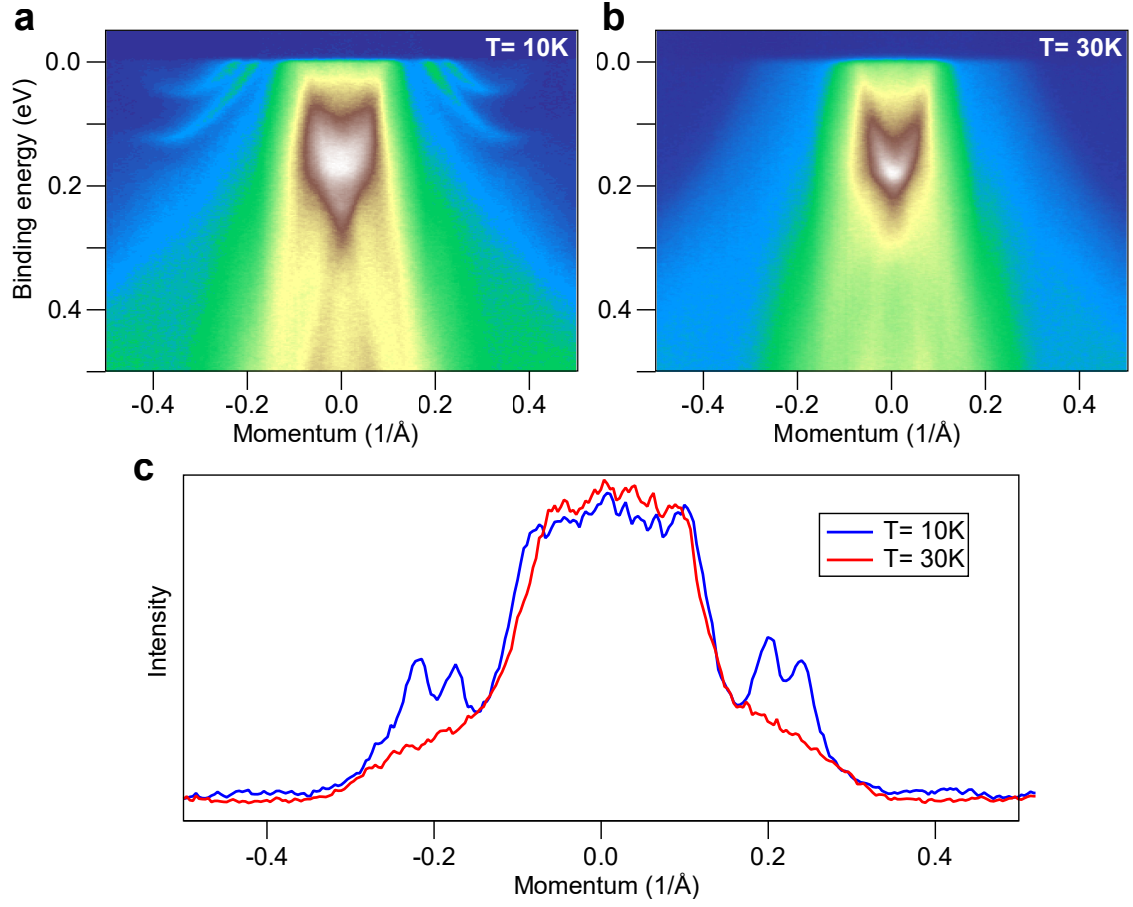 a
T= 10K
0.0
0.2
0.4
Binding energy (eV)
-0.4 -0.2 0.0 0.2 0.4
Momentum (1/Å)
b
T= 30K
0.0
0.2
0.4
-0.4 -0.2 0.0 0.2 0.4
Momentum (1/Å)
c
Intensity
T= 10K
T= 30K
-0.4 -0.2 0.0 0.2 0.4
Momentum (1/Å)